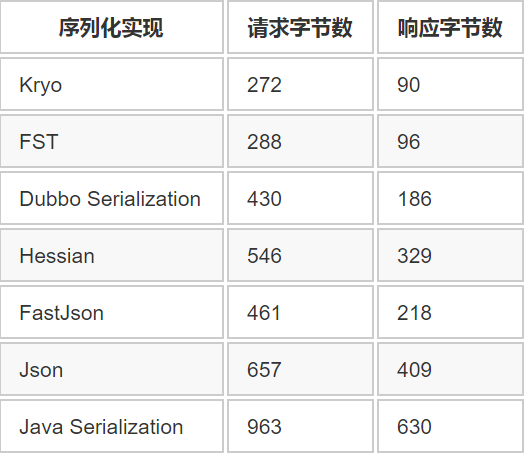 序列化实现 请求字节数 响应字节数
Kryo 272 90
FST 288 96
Dubbo Serialization 430 186
Hessian 546 329
FastJson 461 218
Json 657 409
Java Serialization 963 630